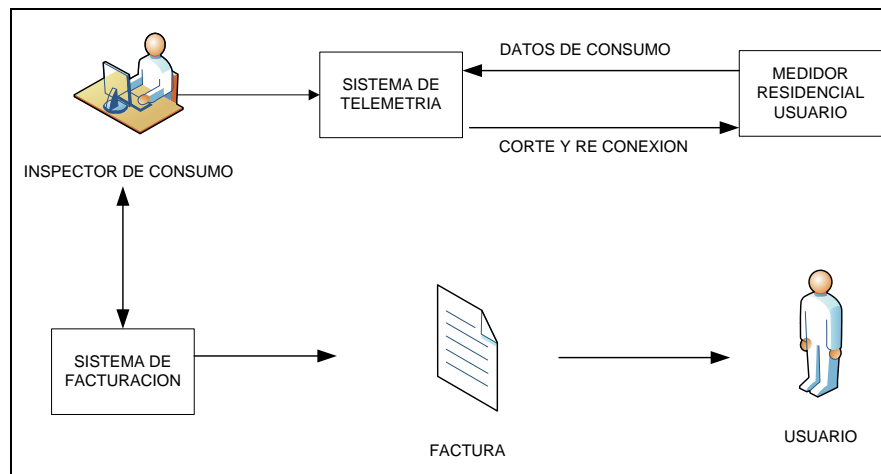 DATOS DE CONSUMO
SISTEMA DE
TELEMETRIA
MEDIDOR
RESIDENCIAL
USUARIO
CORTE Y RE CONEXION
INSPECTOR DE CONSUMO
SISTEMA DE
FACTURACION
FACTURA
USUARIO